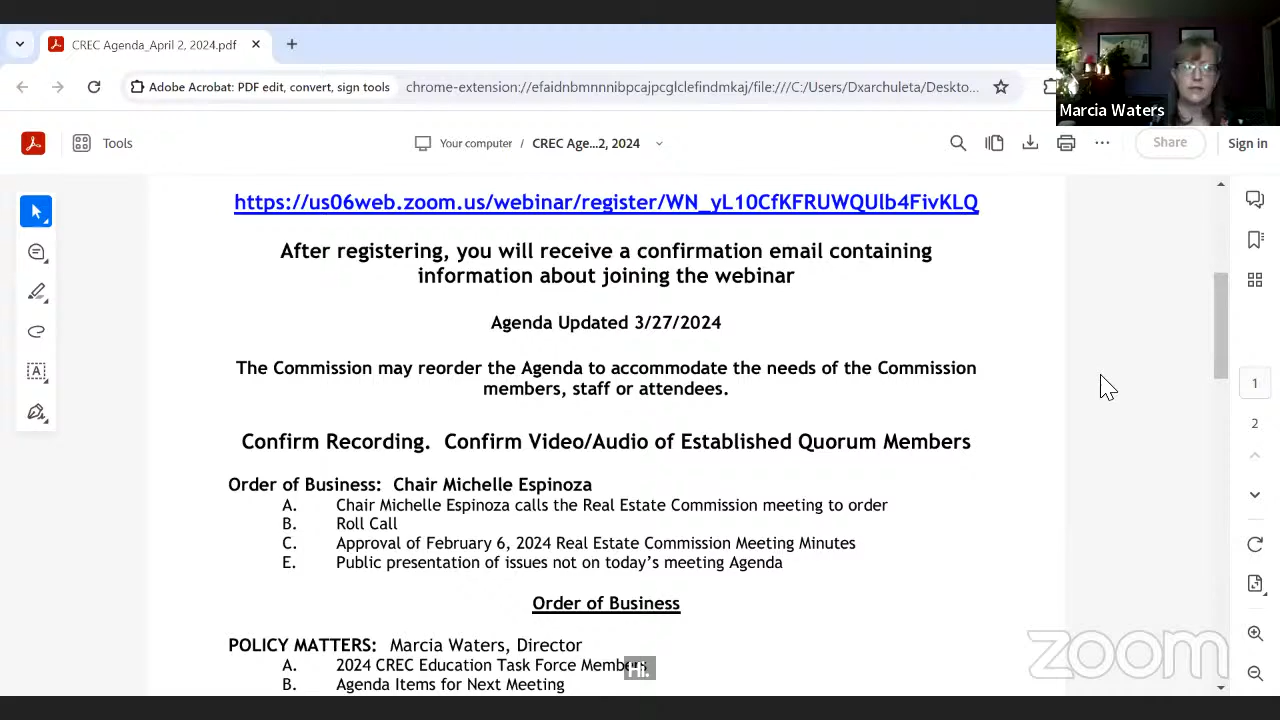 CREC Agenda_April 2, 2024.pdf
Adobe Acrobat: PDF edit, convert, sign tools
chrome-extension://efaidnbmnnnibpcajpcglclefindmkaj/file:///C:/Users/Dxarchuleta/Deskto...
Marcia Waters
Tools
Your computer / CREC Age...2, 2024
Share
Sign in
https://us06web.zoom.us/webinar/register/WN_yL10CfKFRUWQUlb4FivKLQ
After registering, you will receive a confirmation email containing
information about joining the webinar
Agenda Updated 3/27/2024
The Commission may reorder the Agenda to accommodate the needs of the Commission
members, staff or attendees.
Confirm Recording. Confirm Video/Audio of Established Quorum Members
Order of Business: Chair Michelle Espinoza
A. Chair Michelle Espinoza calls the Real Estate Commission meeting to order
B. Roll Call
C. Approval of February 6, 2024 Real Estate Commission Meeting Minutes
E. Public presentation of issues not on today's meeting Agenda
Order of Business
POLICY MATTERS: Marcia Waters, Director
A. 2024 CREC Education Task Force Members
B. Agenda Items for Next Meeting
Hi.
1
2
zoom